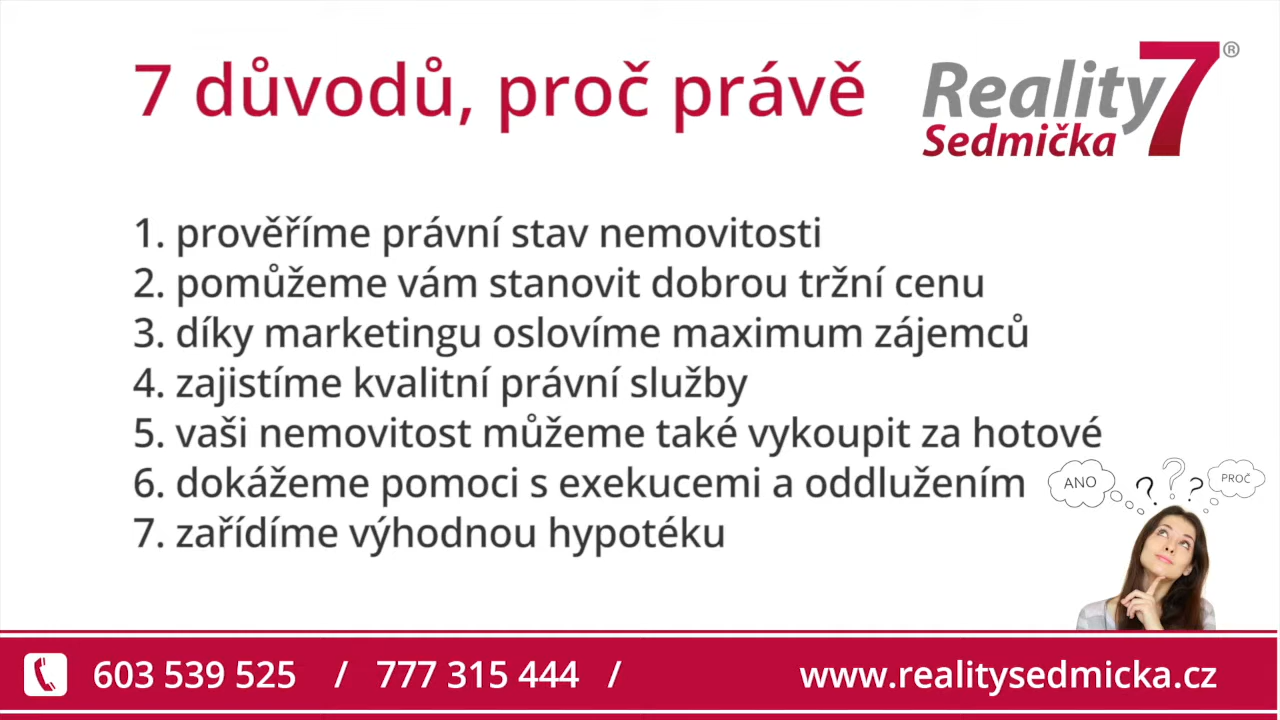 7 důvodů, proč právě
Reality 7 ®
Sedmička
1. prověříme právní stav nemovitosti
2. pomůžeme vám stanovit dobrou tržní cenu
3. díky marketingu oslovíme maximum zájemců
4. zajistíme kvalitní právní služby
5. vaši nemovitost můžeme také vykoupit za hotové
6. dokážeme pomoci s exekucemi a oddlužením
7. zařídíme výhodnou hypotéku
ANO ? ? ? PROČ
603 539 525 / 777 315 444 / www.realitysedmicka.cz